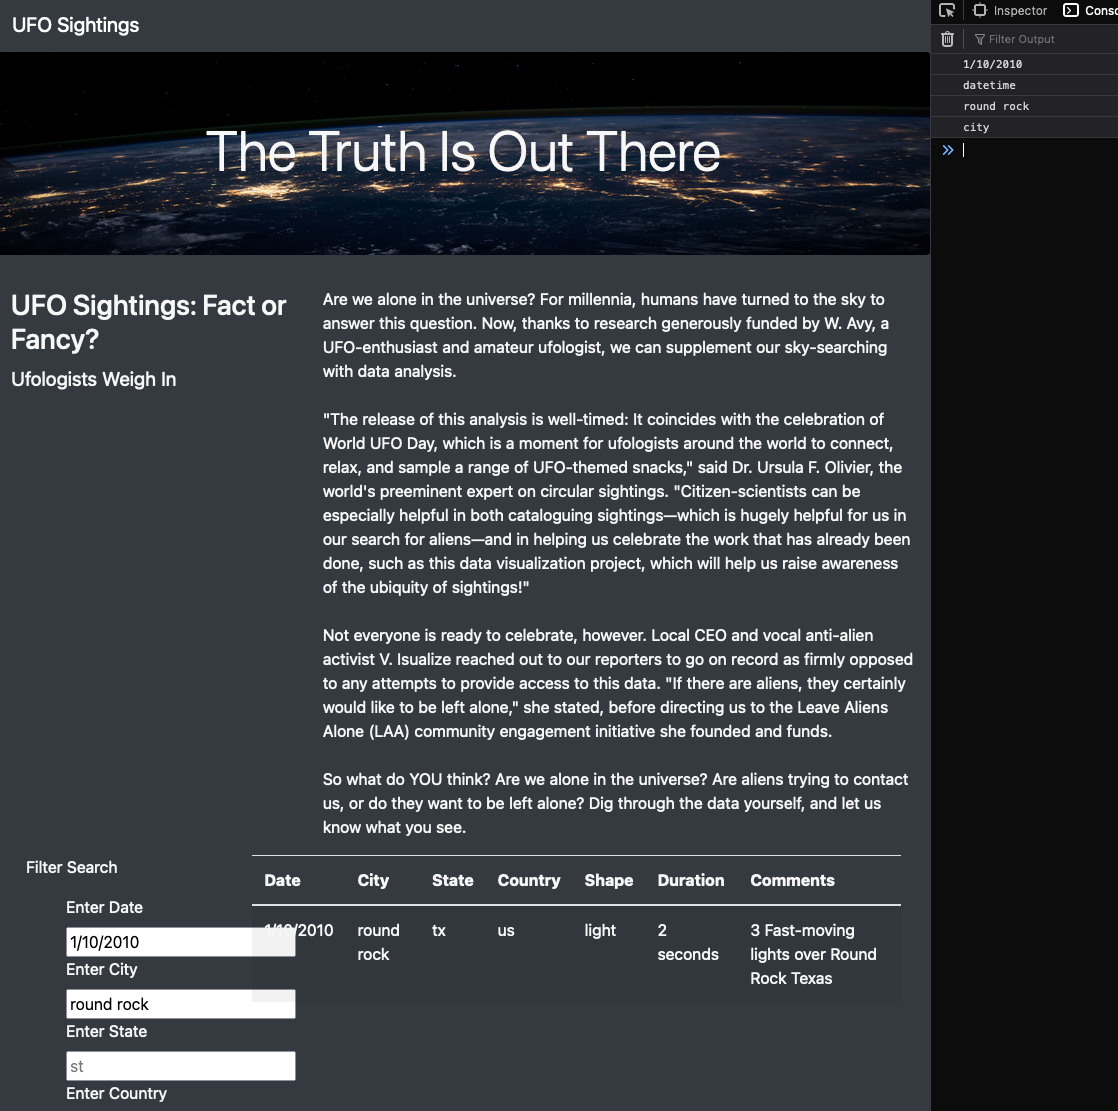 UFO Sightings
The Truth Is Out There
UFO Sightings: Fact or
Fancy?
Ufologists Weigh In
Are we alone in the universe? For millennia, humans have turned to the sky to
answer this question. Now, thanks to research generously funded by W. Avy, a
UFO-enthusiast and amateur ufologist, we can supplement our sky-searching
with data analysis.
"The release of this analysis is well-timed: It coincides with the celebration of
World UFO Day, which is a moment for ufologists around the world to connect,
relax, and sample a range of UFO-themed snacks," said Dr. Ursula F. Olivier, the
world's preeminent expert on circular sightings. "Citizen-scientists can be
especially helpful in both cataloguing sightings—which is hugely helpful for us in
our search for aliens—and in helping us celebrate the work that has already been
done, such as this data visualization project, which will help us raise awareness
of the ubiquity of sightings!"
Not everyone is ready to celebrate, however. Local CEO and vocal anti-alien
activist V. Isualize reached out to our reporters to go on record as firmly opposed
to any attempts to provide access to this data. "If there are aliens, they certainly
would like to be left alone," she stated, before directing us to the Leave Aliens
Alone (LAA) community engagement initiative she founded and funds.
So what do YOU think? Are we alone in the universe? Are aliens trying to contact
us, or do they want to be left alone? Dig through the data yourself, and let us
know what you see.
Filter Search
Enter Date
1/10/2010
Enter City
round rock
Enter State
st
Enter Country
Date City State Country Shape Duration Comments
1/10/2010 round tx us light 2 3 Fast-moving
rock seconds lights over Round
Rock Texas
Inspector Conso
Filter Output
1/10/2010
datetime
round rock
city